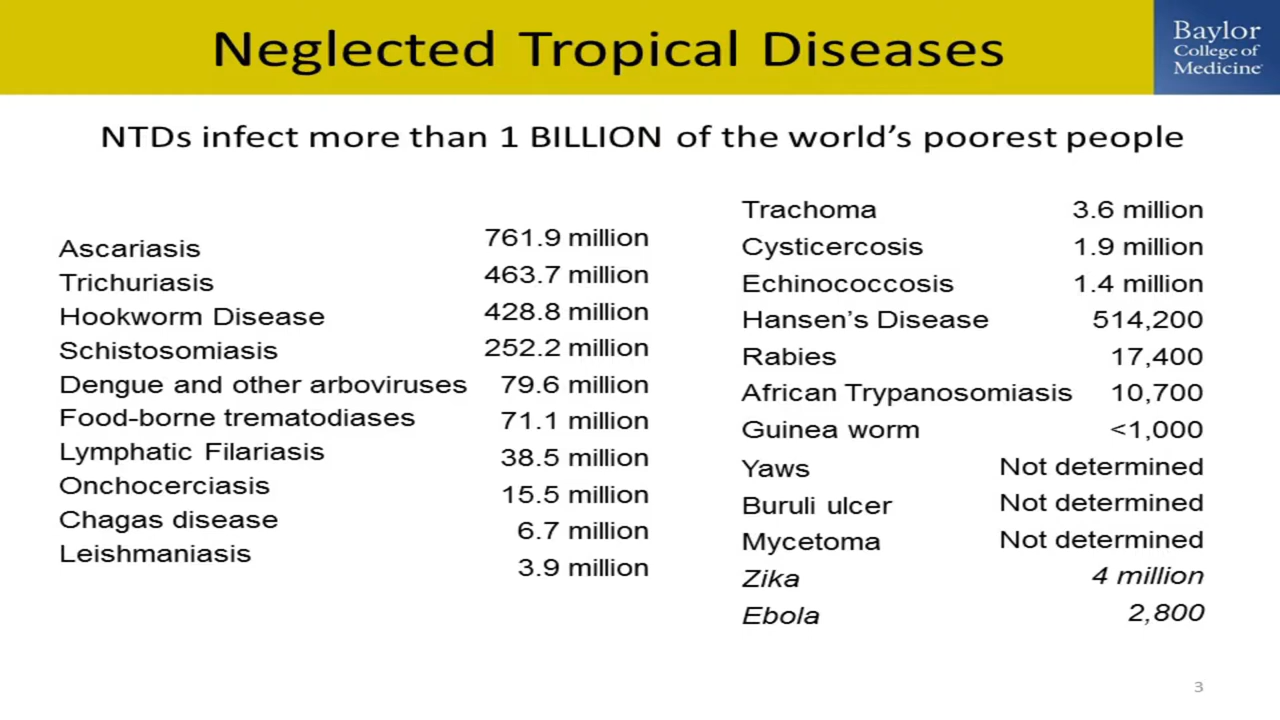 Neglected Tropical Diseases
Baylor
College of
Medicine
NTDs infect more than 1 BILLION of the world's poorest people
Ascariasis 761.9 million
Trichuriasis 463.7 million
Hookworm Disease 428.8 million
Schistosomiasis 252.2 million
Dengue and other arboviruses 79.6 million
Food-borne trematodiases 71.1 million
Lymphatic Filariasis 38.5 million
Onchocerciasis 15.5 million
Chagas disease 6.7 million
Leishmaniasis 3.9 million
Trachoma 3.6 million
Cysticercosis 1.9 million
Echinococcosis 1.4 million
Hansen's Disease 514,200
Rabies 17,400
African Trypanosomiasis 10,700
Guinea worm <1,000
Yaws Not determined
Buruli ulcer Not determined
Mycetoma Not determined
Zika 4 million
Ebola 2,800
3